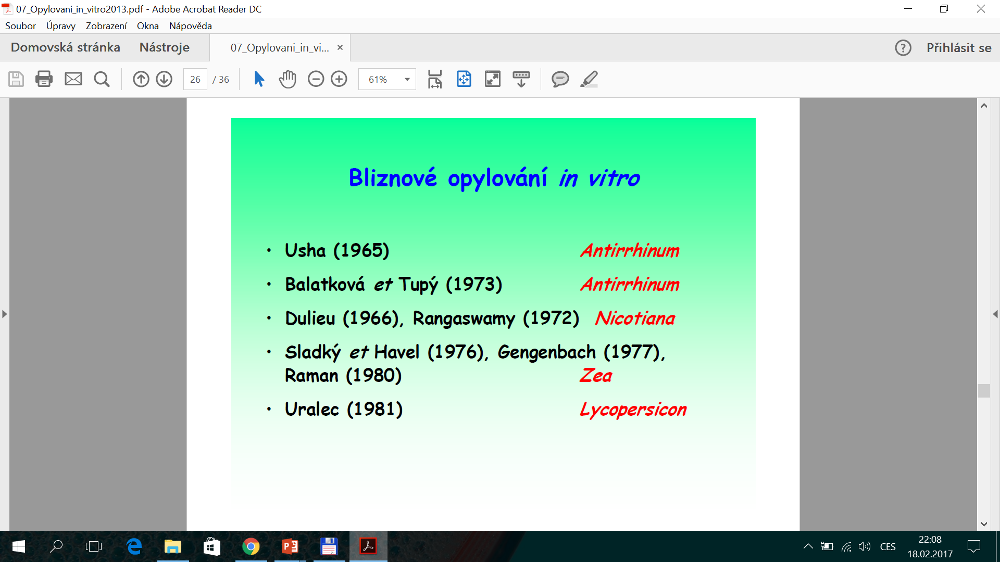 07_Opylovani_in_vitro2013.pdf - Adobe Acrobat Reader DC
Soubor Úpravy Zobrazení Okna Nápověda
Domovská stránka Nástroje 07_Opylovani_in_vi... × ? Přihlásit se
26 / 36 61%
Bliznové opylování in vitro
• Usha (1965) Antirrhinum
• Balatková et Tupý (1973) Antirrhinum
• Dulieu (1966), Rangaswamy (1972) Nicotiana
• Sladký et Havel (1976), Gengenbach (1977),
Raman (1980) Zea
• Uralec (1981) Lycopersicon
CES
22:08
18.02.2017